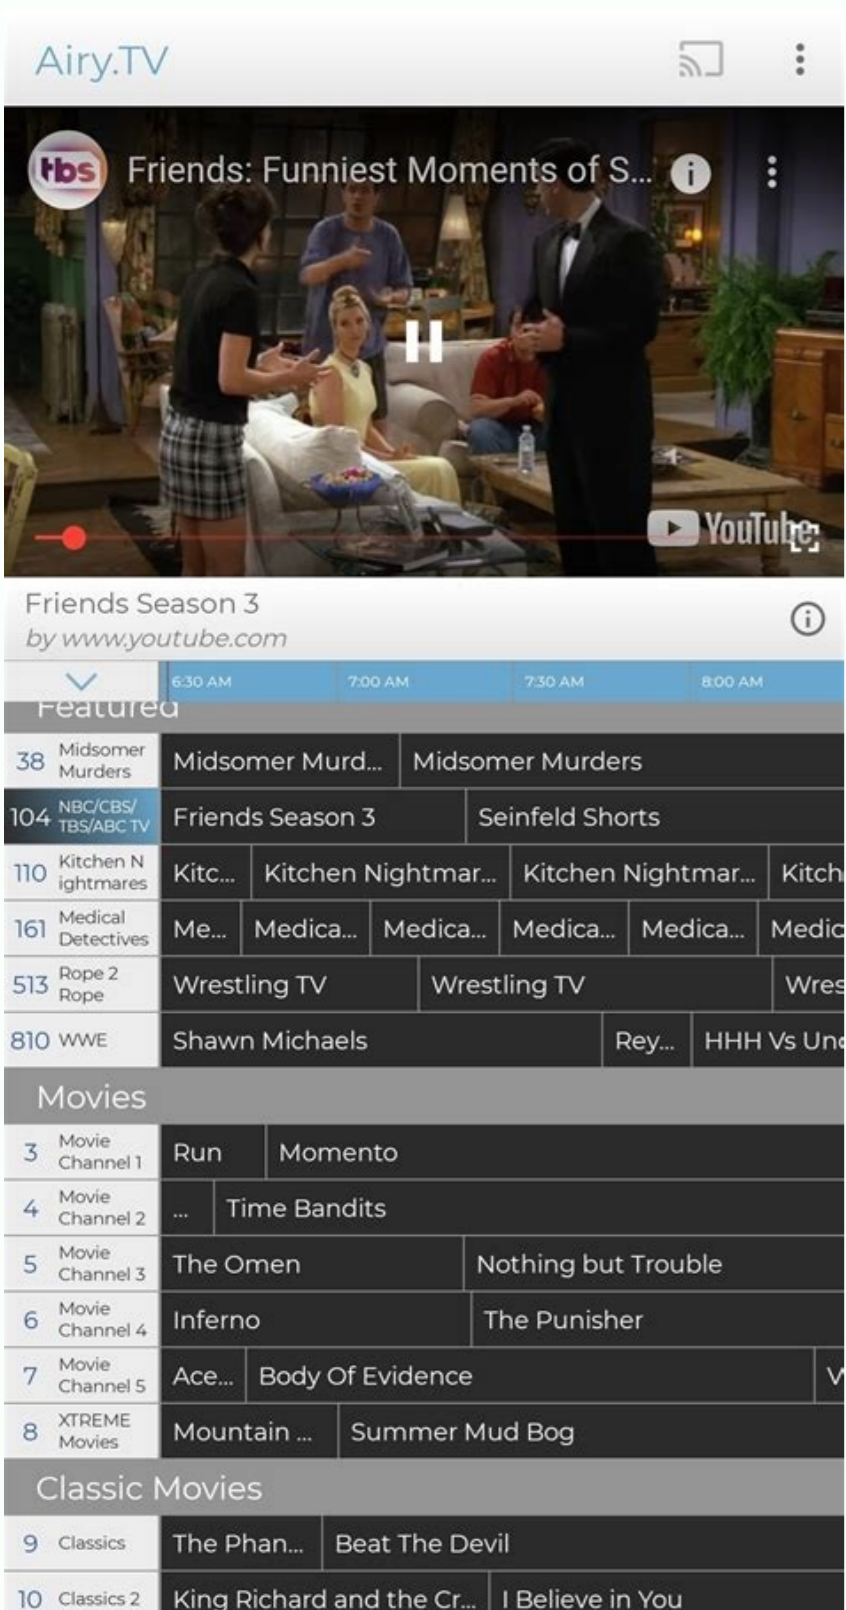 Airy.TV
tbs
Friends: Funniest Moments of S...
YouTube
Friends Season 3
by www.youtube.com
6:30 AM 7:00 AM 7:30 AM 8:00 AM
Featured
38 Midsomer Murders Midsomer Murd... Midsomer Murders
104 NBC/CBS/ TBS/ABC TV Friends Season 3 Seinfeld Shorts
110 Kitchen N ightmares Kitc... Kitchen Nightmar... Kitchen Nightmar... Kitch
161 Medical Detectives Me... Medica... Medica... Medica... Medica... Medic
513 Rope 2 Rope Wrestling TV Wrestling TV Wres
810 WWE Shawn Michaels Rey... HHH Vs Und
Movies
3 Movie Channel 1 Run Momento
4 Movie Channel 2 ... Time Bandits
5 Movie Channel 3 The Omen Nothing but Trouble
6 Movie Channel 4 Inferno The Punisher
7 Movie Channel 5 Ace... Body Of Evidence
8 XTREME Movies Mountain ... Summer Mud Bog
Classic Movies
9 Classics The Phan... Beat The Devil
10 Classics 2 King Richard and the Cr... I Believe in You